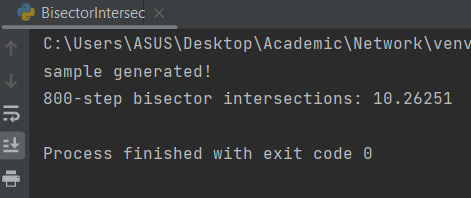 BisectorIntersec
C:\Users\ASUS\Desktop\Academic\Network\venv
sample generated!
800-step bisector intersections: 10.26251
Process finished with exit code 0